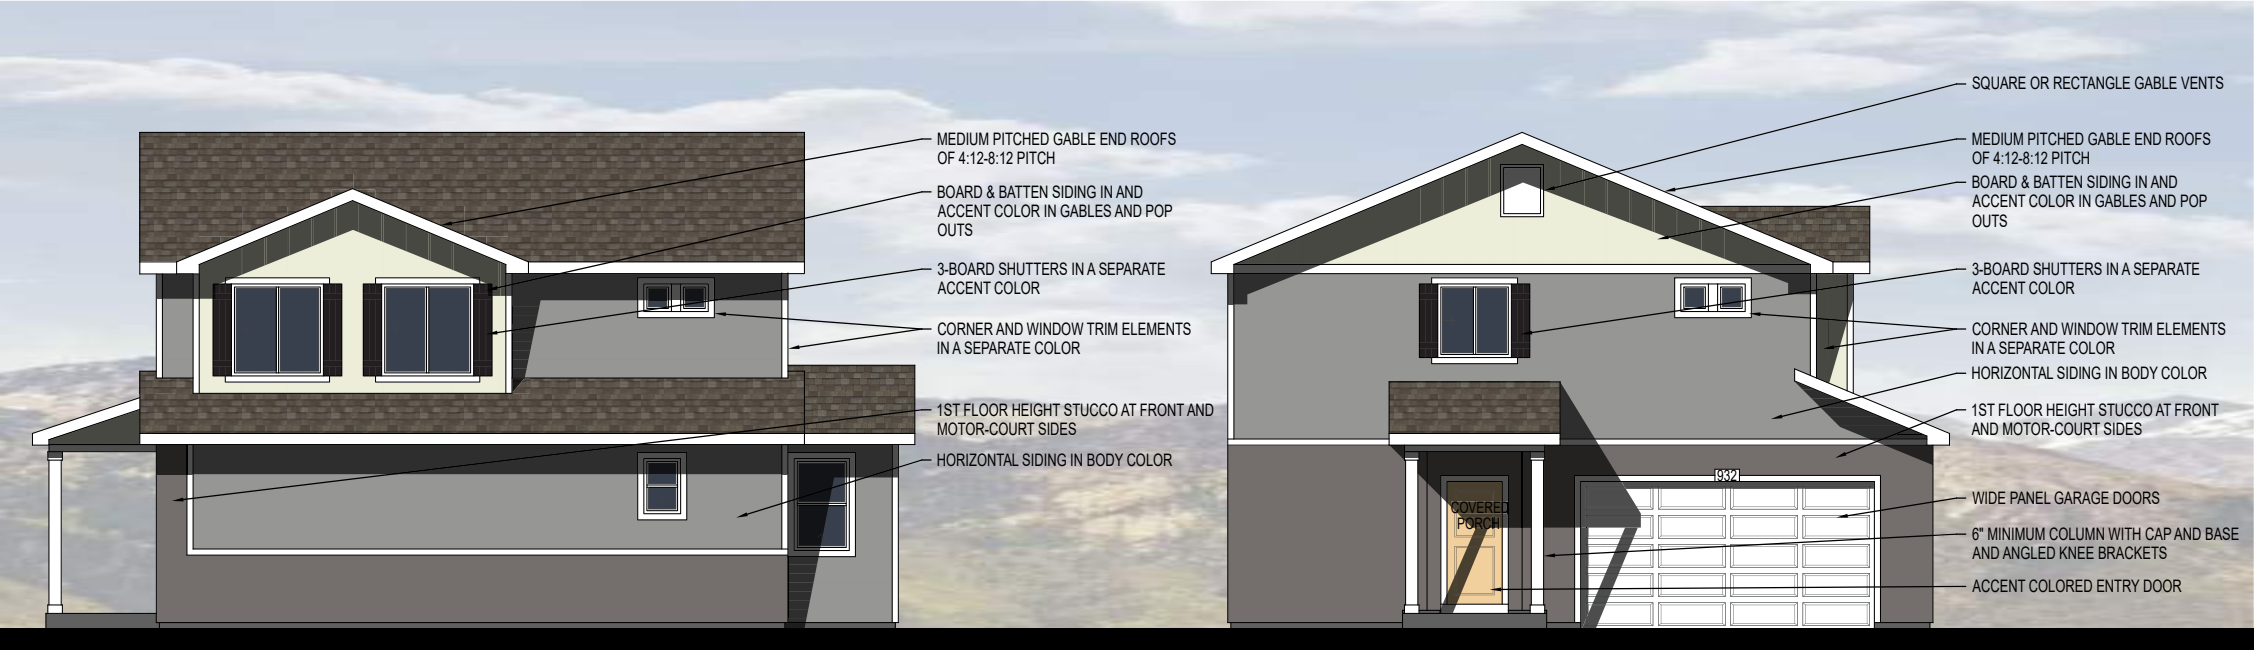 MEDIUM PITCHED GABLE END ROOFS
OF 4:12-8:12 PITCH
BOARD & BATTEN SIDING IN AND
ACCENT COLOR IN GABLES AND POP
OUTS
3-BOARD SHUTTERS IN A SEPARATE
ACCENT COLOR
CORNER AND WINDOW TRIM ELEMENTS
IN A SEPARATE COLOR
1ST FLOOR HEIGHT STUCCO AT FRONT AND
MOTOR-COURT SIDES
HORIZONTAL SIDING IN BODY COLOR
SQUARE OR RECTANGLE GABLE VENTS
MEDIUM PITCHED GABLE END ROOFS
OF 4:12-8:12 PITCH
BOARD & BATTEN SIDING IN AND
ACCENT COLOR IN GABLES AND POP
OUTS
3-BOARD SHUTTERS IN A SEPARATE
ACCENT COLOR
CORNER AND WINDOW TRIM ELEMENTS
IN A SEPARATE COLOR
HORIZONTAL SIDING IN BODY COLOR
1ST FLOOR HEIGHT STUCCO AT FRONT
AND MOTOR-COURT SIDES
932
WIDE PANEL GARAGE DOORS
COVERED
PORCH
6" MINIMUM COLUMN WITH CAP AND BASE
AND ANGLED KNEE BRACKETS
ACCENT COLORED ENTRY DOOR